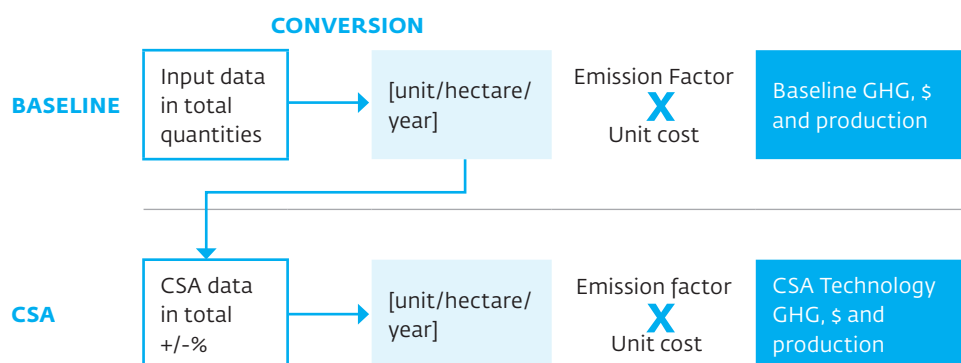 CONVERSION
BASELINE
Input data
in total
quantities
[unit/hectare/
year]
Emission Factor
X
Unit cost
Baseline GHG, $
and production
CSA
CSA data
in total
+/-%
[unit/hectare/
year]
Emission factor
X
Unit cost
CSA Technology
GHG, $ and
production